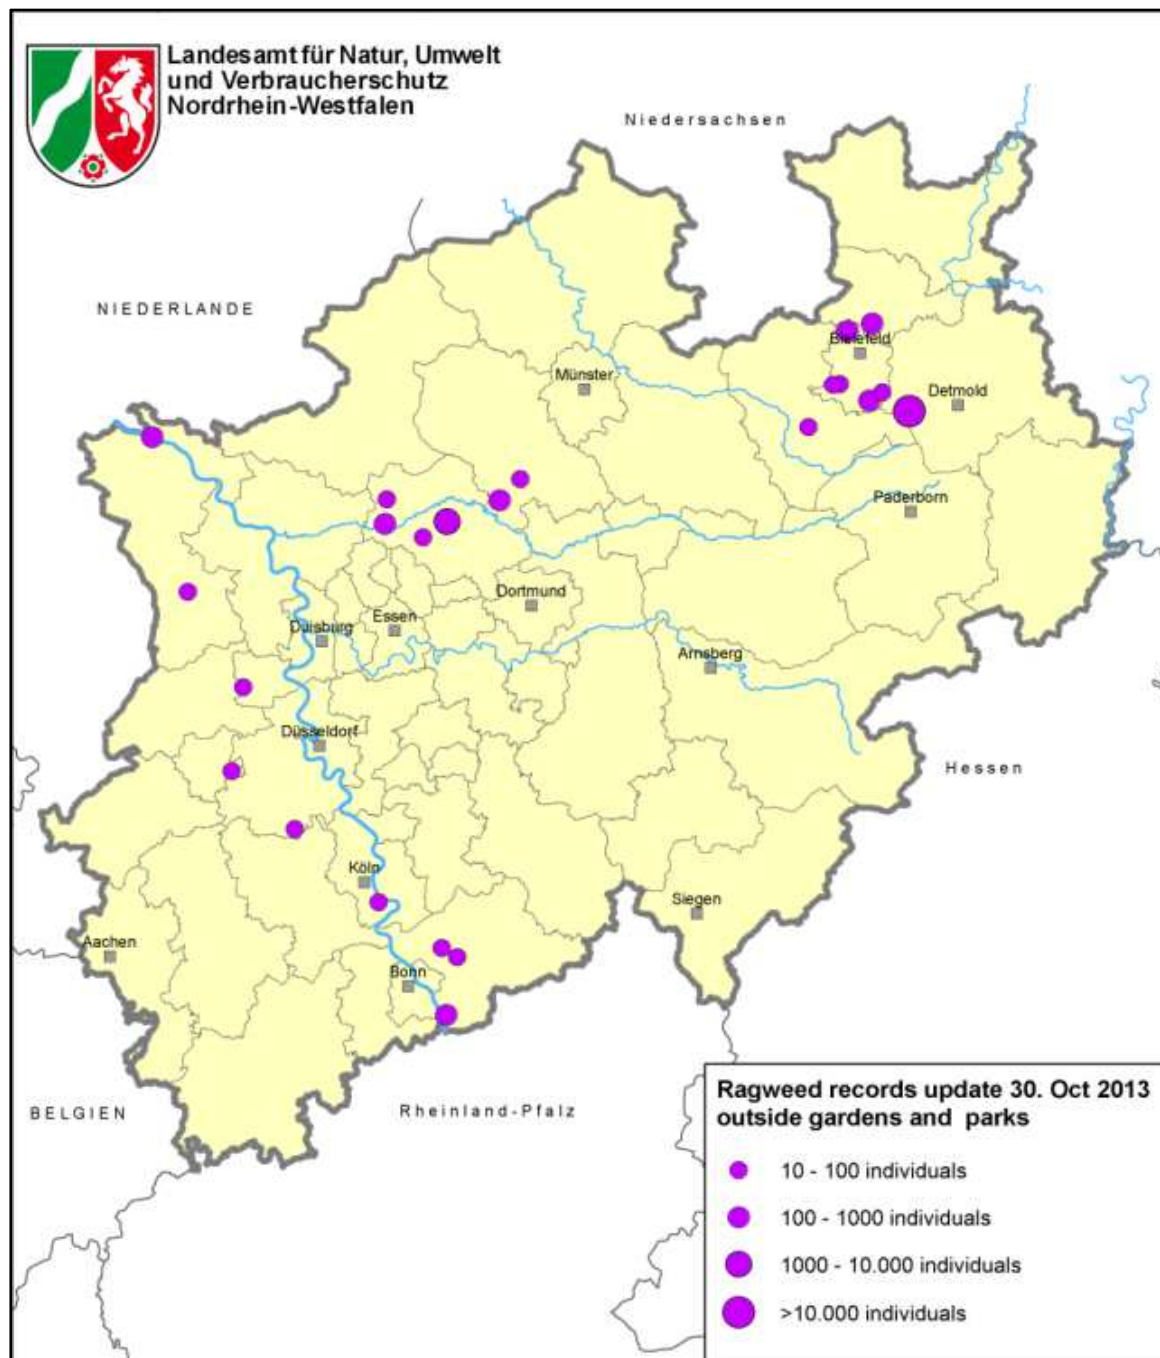 Landesamt für Natur, Umwelt
und Verbraucherschutz
Nordrhein-Westfalen
Niedersachsen
NIEDERLANDE
Bielefeld
Münster
Detmold
Paderborn
Dortmund
Essen
Duisburg
Arnsberg
Düsseldorf
Hessen
Köln
Siegen
Aachen
Bonn
BELGIEN
Rheinland-Pfalz
Ragweed records update 30. Oct 2013
outside gardens and parks
10 - 100 individuals
100 - 1000 individuals
1000 - 10.000 individuals
>10.000 individuals